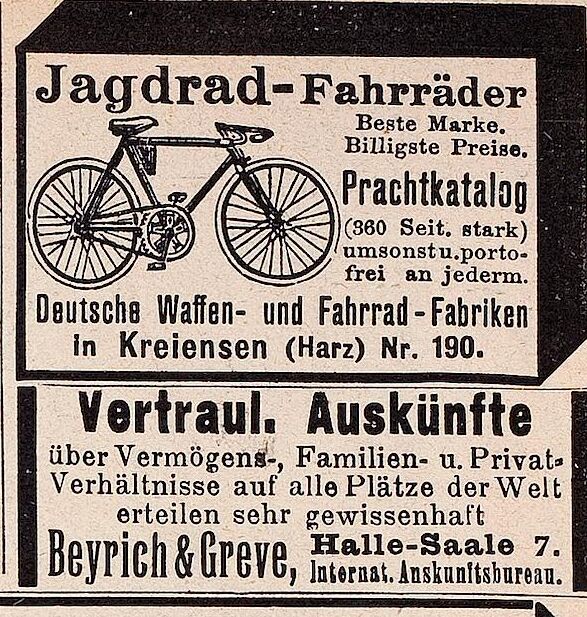 Jagdrad-Fahrräder
Beste Marke.
Billigste Preise.
Prachtkatalog
(360 Seit. stark)
umsonstu.porto-
frei an jederm.
Deutsche Waffen- und Fahrrad-Fabriken
in Kreiensen (Harz) Nr. 190.
Vertraul. Auskünfte
über Vermögens-, Familien- u. Privat-
Verhältnisse auf alle Plätze der Welt
erteilen sehr gewissenhaft
Beyrich & Greve, Halle-Saale 7.
Internat. Auskunftsbureau.